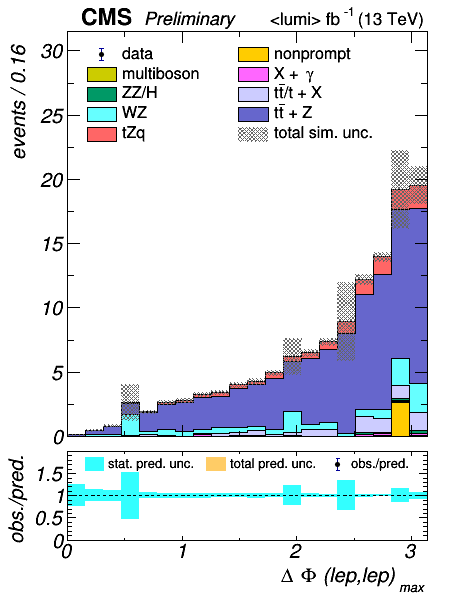 CMS Preliminary <lumi> fb⁻¹ (13 TeV)
events / 0.16
30
25
20
15
10
5
0
data
multiboson
ZZ/H
WZ
tZq
nonprompt
X + γ
tt̄/t + X
tt̄ + Z
total sim. unc.
obs./pred.
1.5
1
0.5
0
stat. pred. unc. total pred. unc. obs./pred.
0 1 2 3
Δ Φ (lep,lep) max